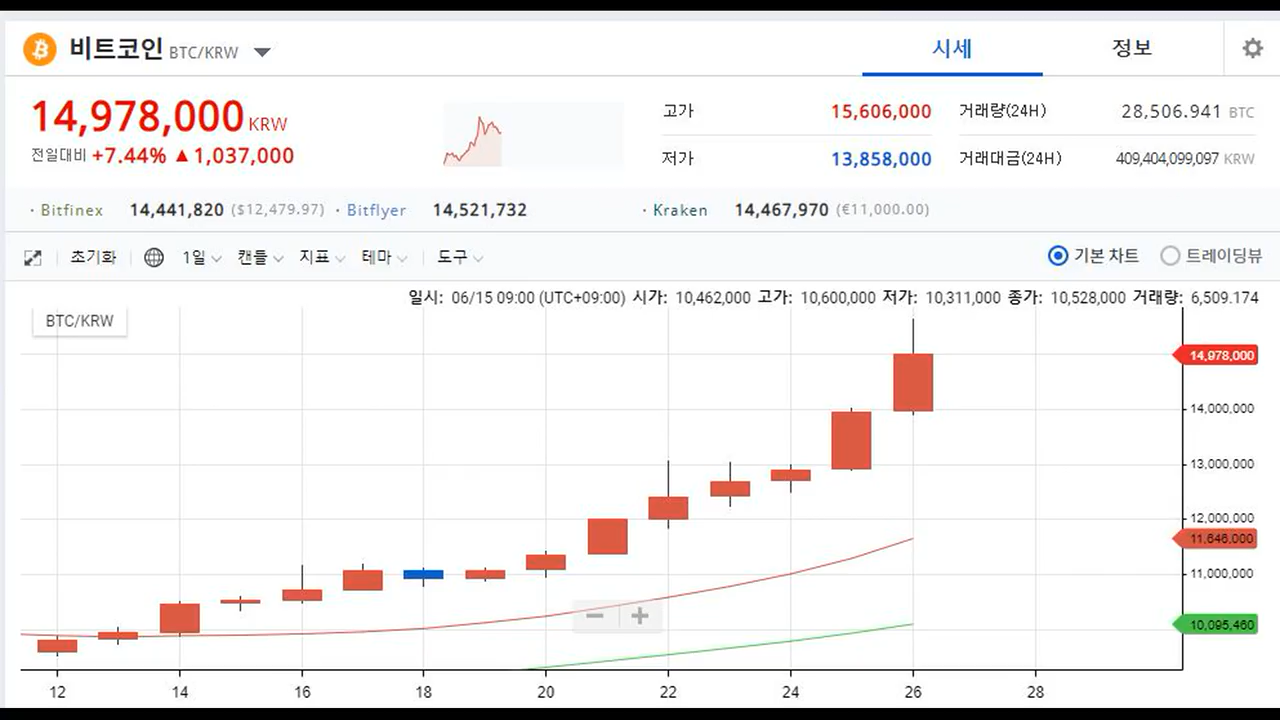 비트코인 BTC/KRW
시세
정보
14,978,000 KRW
전일대비 +7.44% ▲ 1,037,000
고가 15,606,000
거래량(24H) 28,506.941 BTC
저가 13,858,000
거래대금(24H) 409,404,099,097 KRW
· Bitfinex 14,441,820 ($12,479.97) · Bitflyer 14,521,732 · Kraken 14,467,970 (€11,000.00)
초기화 1일 캔들 지표 테마 도구 기본 차트 트레이딩뷰
일시: 06/15 09:00 (UTC+09:00) 시가: 10,462,000 고가: 10,600,000 저가: 10,311,000 종가: 10,528,000 거래량: 6,509.174
BTC/KRW
14,978,000
14,000,000
13,000,000
12,000,000
11,646,000
11,000,000
10,095,460
12 14 16 18 20 22 24 26 28